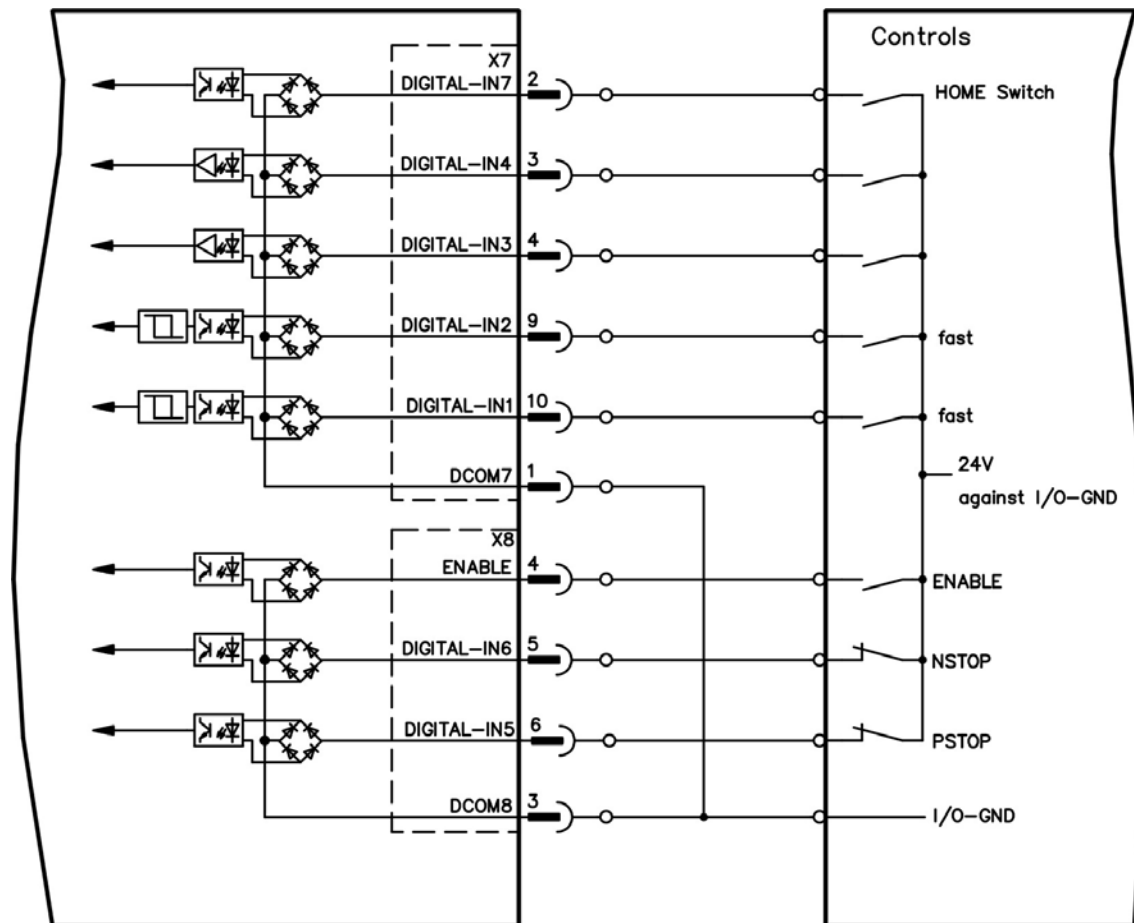 Controls
X7
DIGITAL-IN7 2 HOME Switch
DIGITAL-IN4 3
DIGITAL-IN3 4
DIGITAL-IN2 9 fast
DIGITAL-IN1 10 fast
DCOM7 1 24V
against I/O-GND
X8
ENABLE 4 ENABLE
DIGITAL-IN6 5 NSTOP
DIGITAL-IN5 6 PSTOP
DCOM8 3 I/O-GND